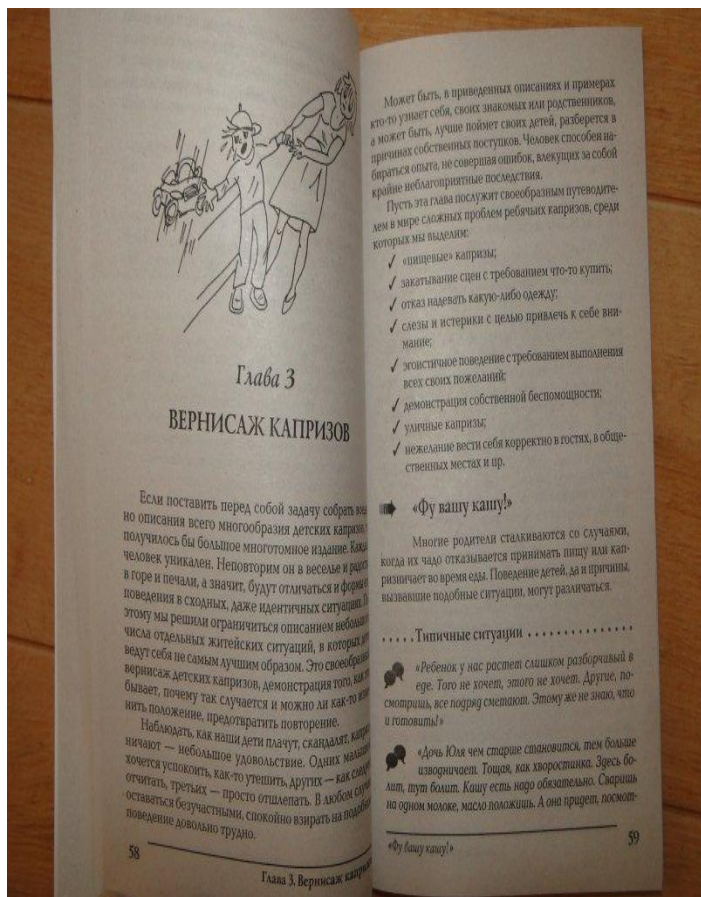 Глава 3
ВЕРНИСАЖ КАПРИЗОВ
Если поставить перед собой задачу собрать
но описания всего многообразия детских капризов,
получилось бы большое многотомное издание.
человек уникален. Неповторим он в веселье и
в горе и печали, а значит, будут отличаться и формы
поведения в сходных, даже идентичных ситуациях.
этому мы решили ограничиться описанием
числа отдельных житейских ситуаций, в которых
ведут себя не самым лучшим образом. Это
вернисаж детских капризов, демонстрация того, как
бывает, почему так случается и можно ли как-то
нить положение, предотвратить повторение.
Наблюдать, как наши дети плачут, скандалят,
ничают — небольшое удовольствие. Одних
хочется успокоить, как-то утешить, других — как
отчитать, третьих — просто отшлепать. В любом
оставаться безучастными, спокойно взирать на
поведение довольно трудно.
58
Глава 3. Вернисаж
Может быть, в приведенных описаниях и примерах
кто-то узнает себя, своих знакомых или родственников,
а может быть, лучше поймет своих детей, разберется в
причинах собственных поступков. Человек способен на-
бираться опыта, не совершая ошибок, влекущих за собой
крайне неблагоприятные последствия.
Пусть эта глава послужит своеобразным путеводите-
лем в мире сложных проблем ребячьих капризов, среди
которых мы выделим:
✓ «пищевые» капризы;
✓ закатывание сцен с требованием что-то купить;
✓ отказ надевать какую-либо одежду;
✓ слезы и истерики с целью привлечь к себе вни-
мание;
✓ эгоистичное поведение с требованием выполнения
всех своих пожеланий;
✓ демонстрация собственной беспомощности;
✓ уличные капризы;
✓ нежелание вести себя корректно в гостях, в обще-
ственных местах и пр.
«Фу вашу кашу!»
Многие родители сталкиваются со случаями,
когда их чадо отказывается принимать пищу или кап-
ризничает во время еды. Поведение детей, да и причины,
вызвавшие подобные ситуации, могут различаться.
. . . . . Типичные ситуации . . . . . . . . . . . . . . .
«Ребенок у нас растет слишком разборчивый в
еде. Того не хочет, этого не хочет. Другие, по-
смотришь, все подряд сметают. Этому же не знаю, что
и готовить!»
«Дочь Юля чем старше становится, тем больше
изводничает. Тощая, как хворостинка. Здесь бо-
лит, тут болит. Кашу есть надо обязательно. Сваришь
на одном молоке, масло положишь. А она придет, посмот-
«Фу вашу кашу!»
59